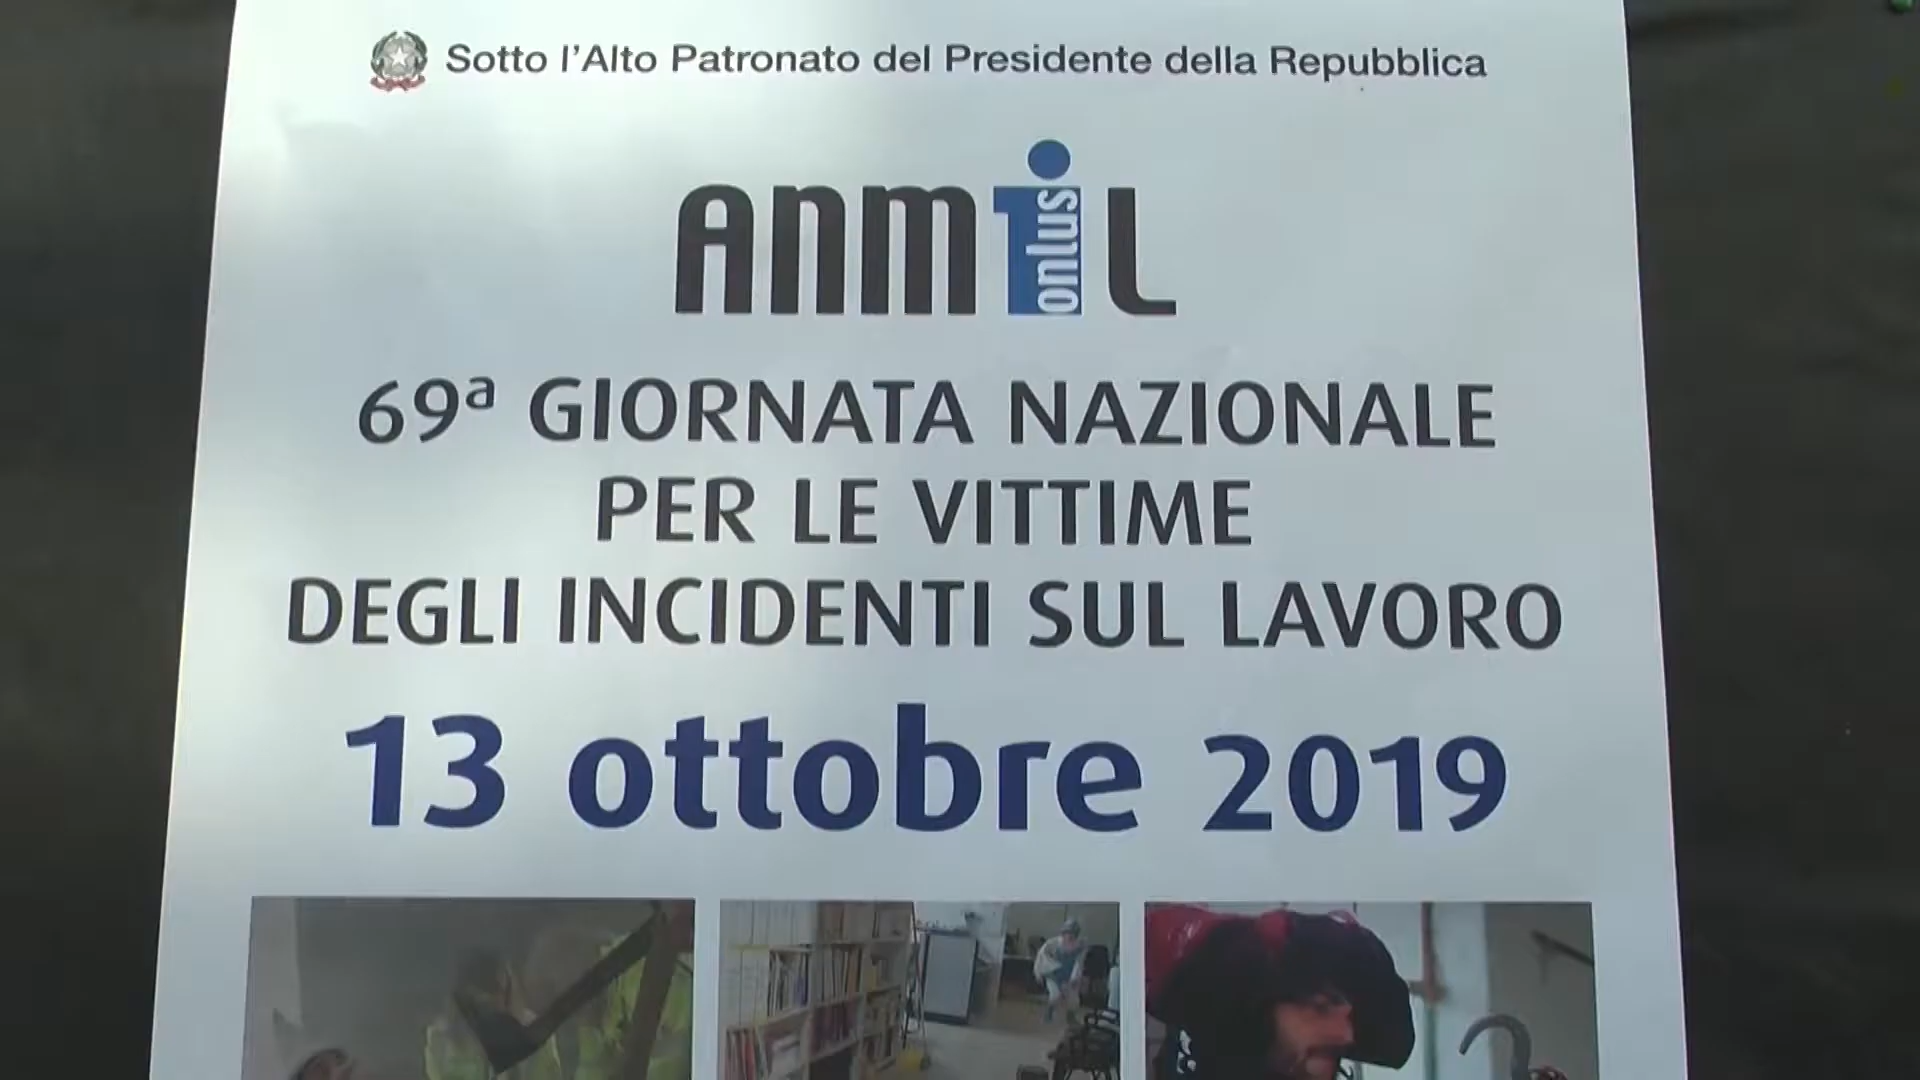 Sotto l'Alto Patronato del Presidente della Repubblica
ANMiL
onlus
69ª GIORNATA NAZIONALE
PER LE VITTIME
DEGLI INCIDENTI SUL LAVORO
13 ottobre 2019